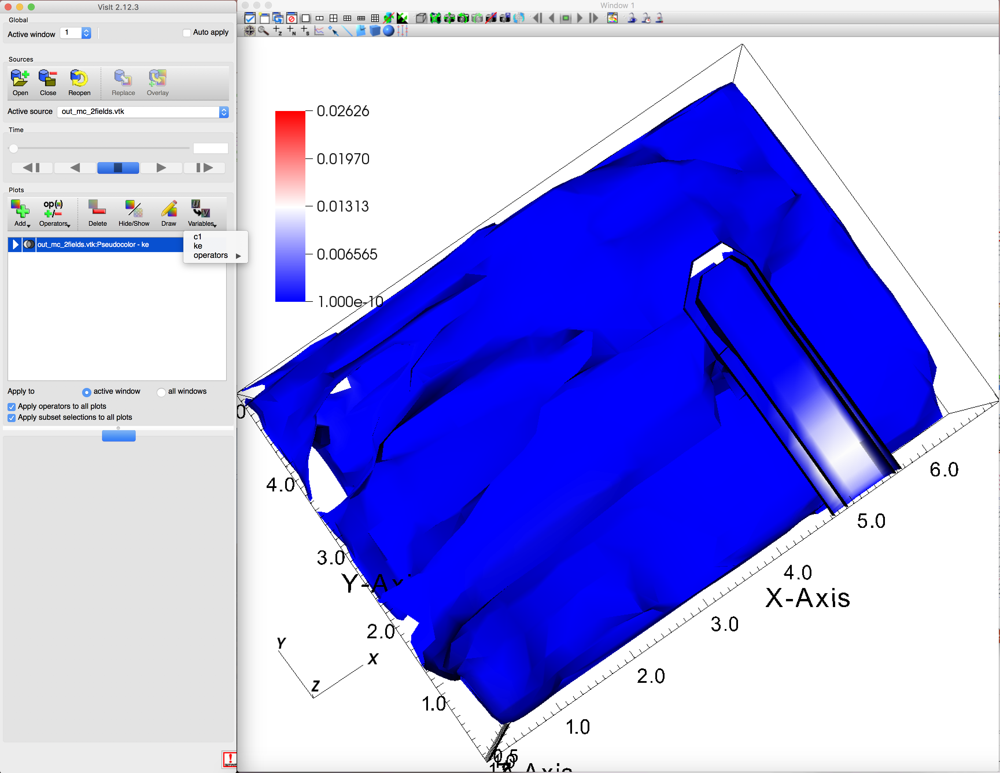 VisIt 2.12.3
Global
Active window 1
Auto apply
Sources
Open Close Reopen Replace Overlay
Active source out_mc_2fields.vtk
Time
Plots
op( )
Add Operators Delete Hide/Show Draw Variables
out_mc_2fields.vtk:Pseudocolor - ke
c1
ke
operators
Apply to active window all windows
Apply operators to all plots
Apply subset selections to all plots
OUTPUT
Window 1
Z N S
0.02626
0.01970
0.01313
0.006565
1.000e-10
0
4.0
3.0
Y-Axi
2.0
1.0
6.0
5.0
4.0
X-Axis
3.0
2.0
1.0
Y
X
Z
0.5
Axis